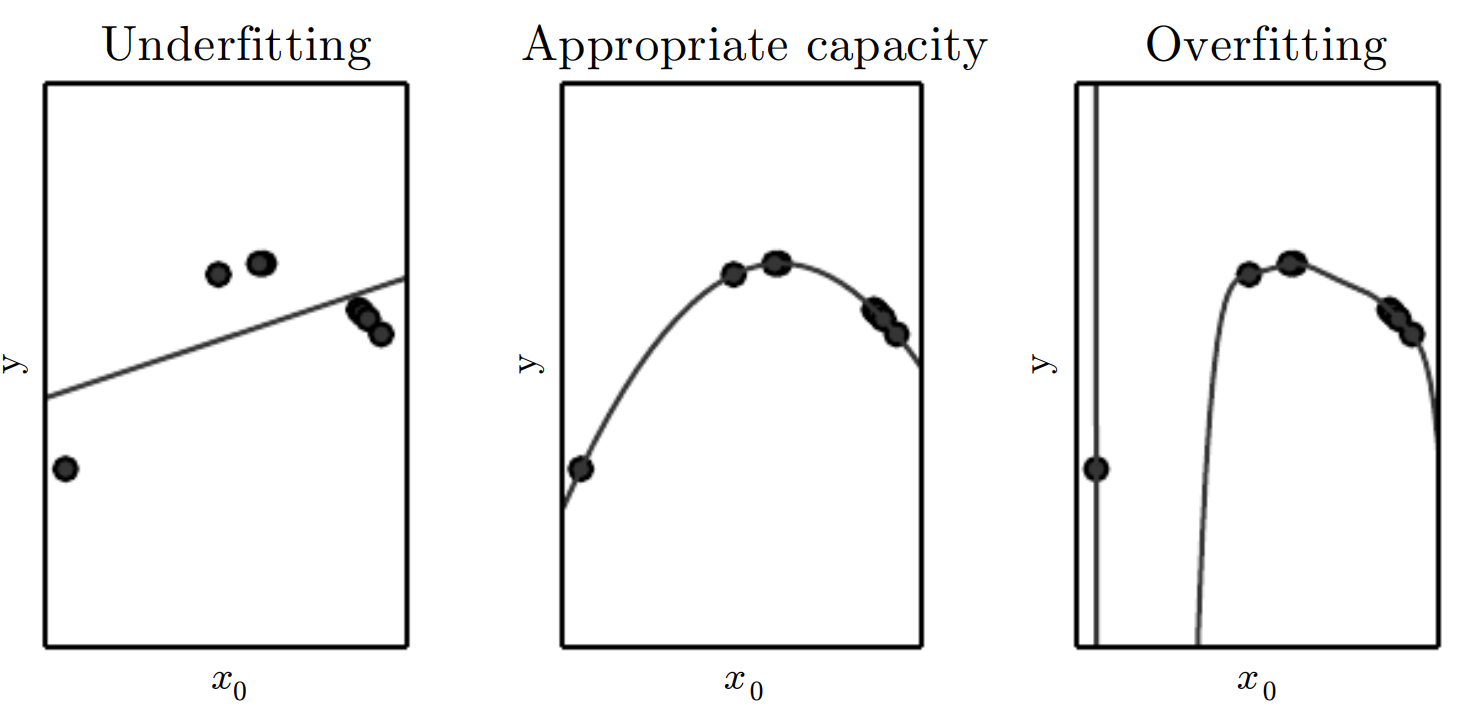 Underfitting
Appropriate capacity
Overfitting
y
y
y
x₀
x₀
x₀